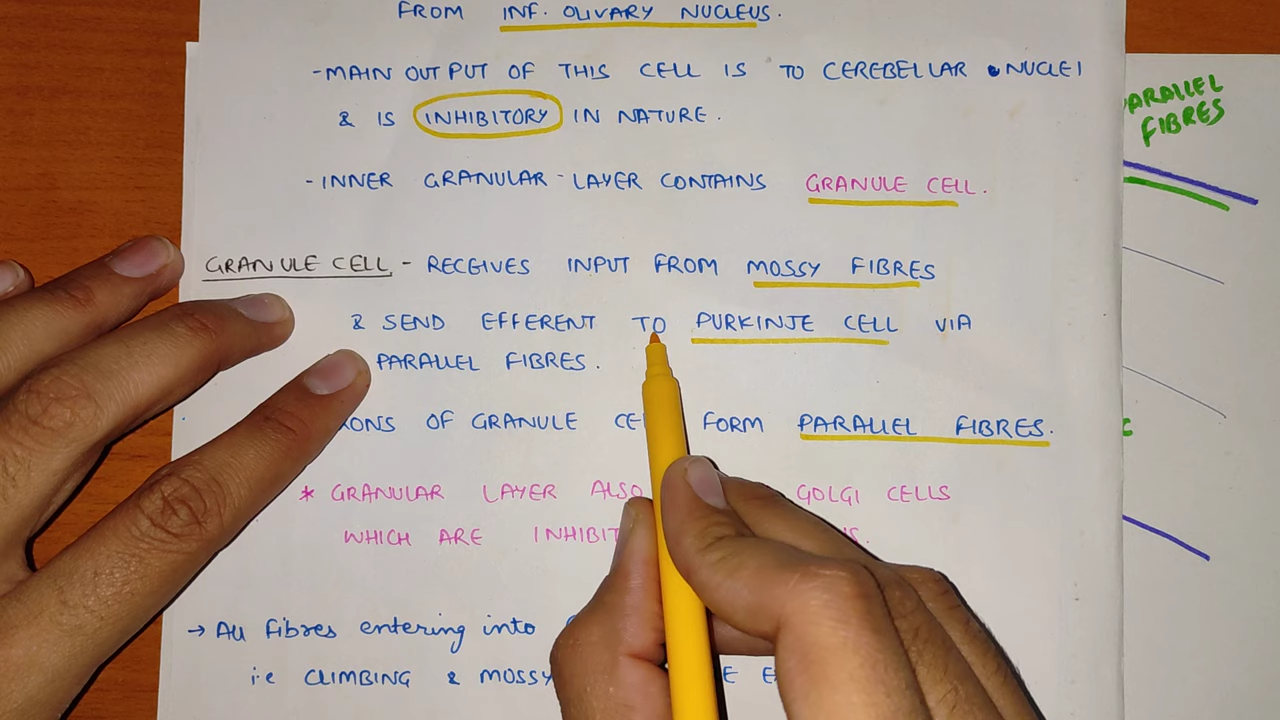 FROM INF. OLIVARY NUCLEUS.
-MAIN OUTPUT OF THIS CELL IS TO CEREBELLAR NUCLEI
& IS INHIBITORY IN NATURE.
-INNER GRANULAR-LAYER CONTAINS GRANULE CELL.
GRANULE CELL - RECEIVES INPUT FROM MOSSY FIBRES
& SEND EFFERENT TO PURKINJE CELL VIA
PARALLEL FIBRES.
OF GRANULE FORM PARALLEL FIBRES.
* GRANULAR LAYER ALSO GOLGI CELLS
WHICH ARE
→ All fibres entering into
i.e CLIMBING & MOSSY
PARALLEL
FIBRES